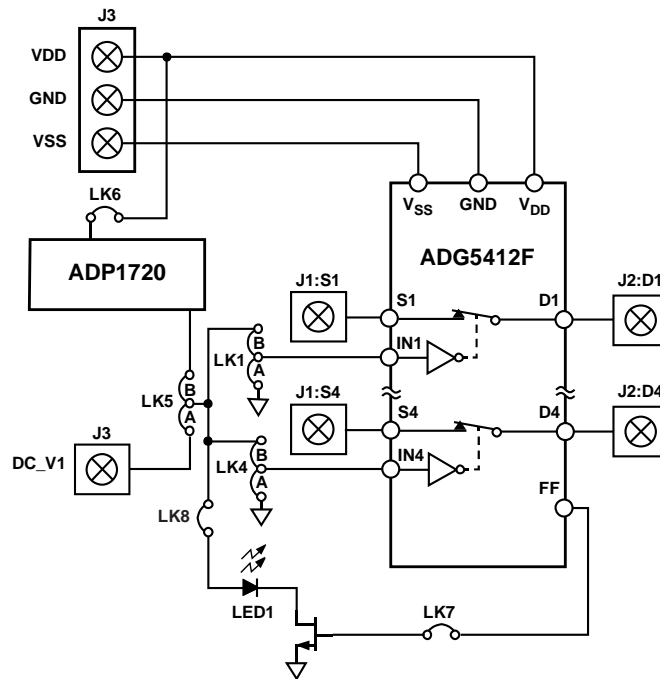 J3
VDD
GND
VSS
LK6
ADP1720
V_SS GND V_DD
ADG5412F
J1:S1
S1
D1
J2:D1
B
A
LK1
IN1
B
A
LK5
J1:S4
S4
D4
J2:D4
J3
DC_V1
B
A
LK4
IN4
FF
LK8
LED1
LK7